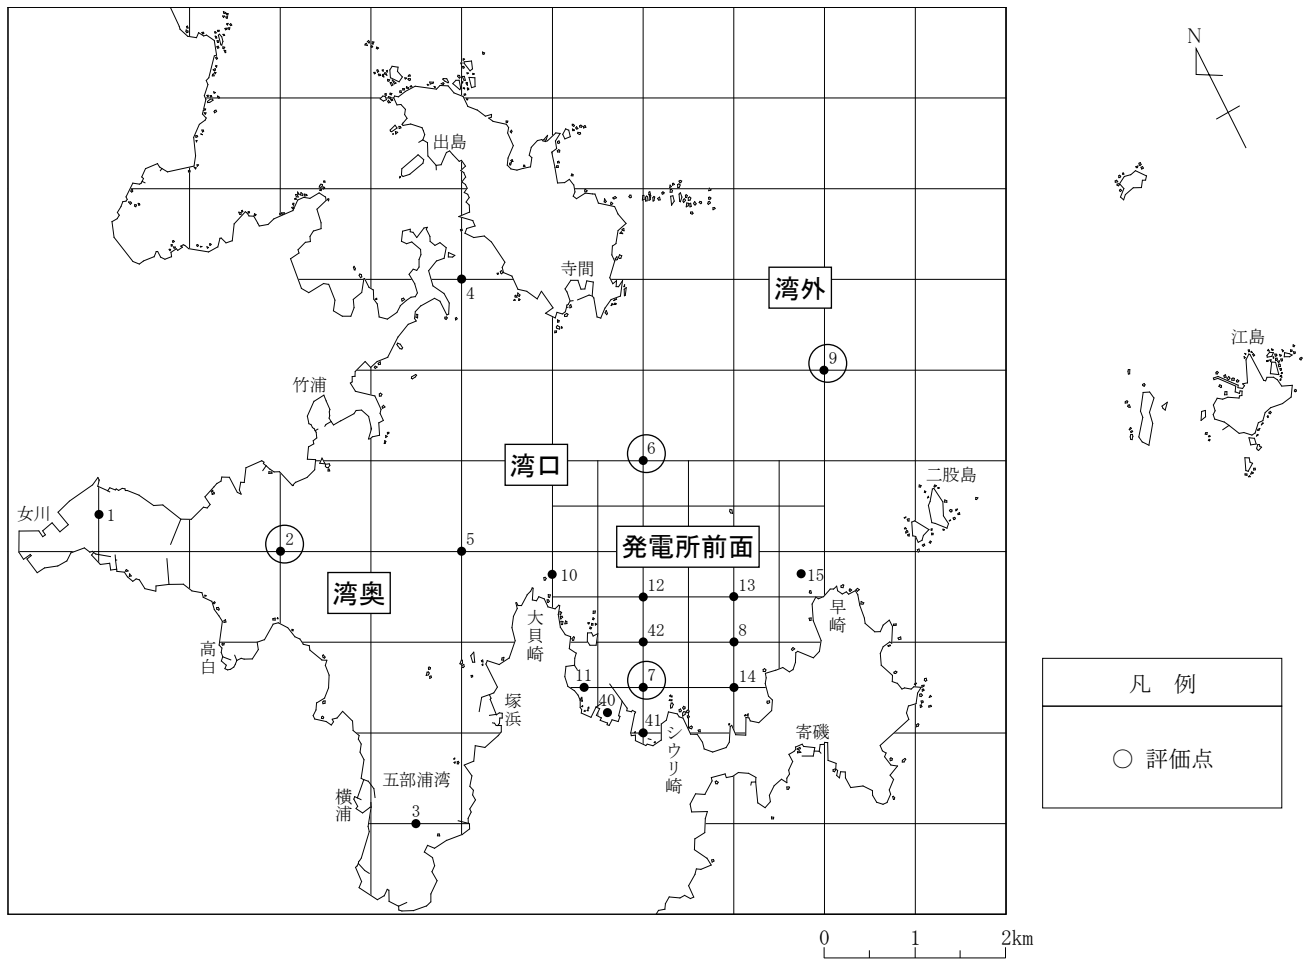 N
出島
寺間
4
湾外
江島
9
竹浦
6
湾口
二股島
女川
1
2
5
発電所前面
10
12
13
15
湾奥
大貝崎
早崎
高白
42
8
11
7
14
塚浜
40
41
シウリ崎
寄磯
凡 例
○ 評価点
五部浦湾
横浦
3
0 1 2km